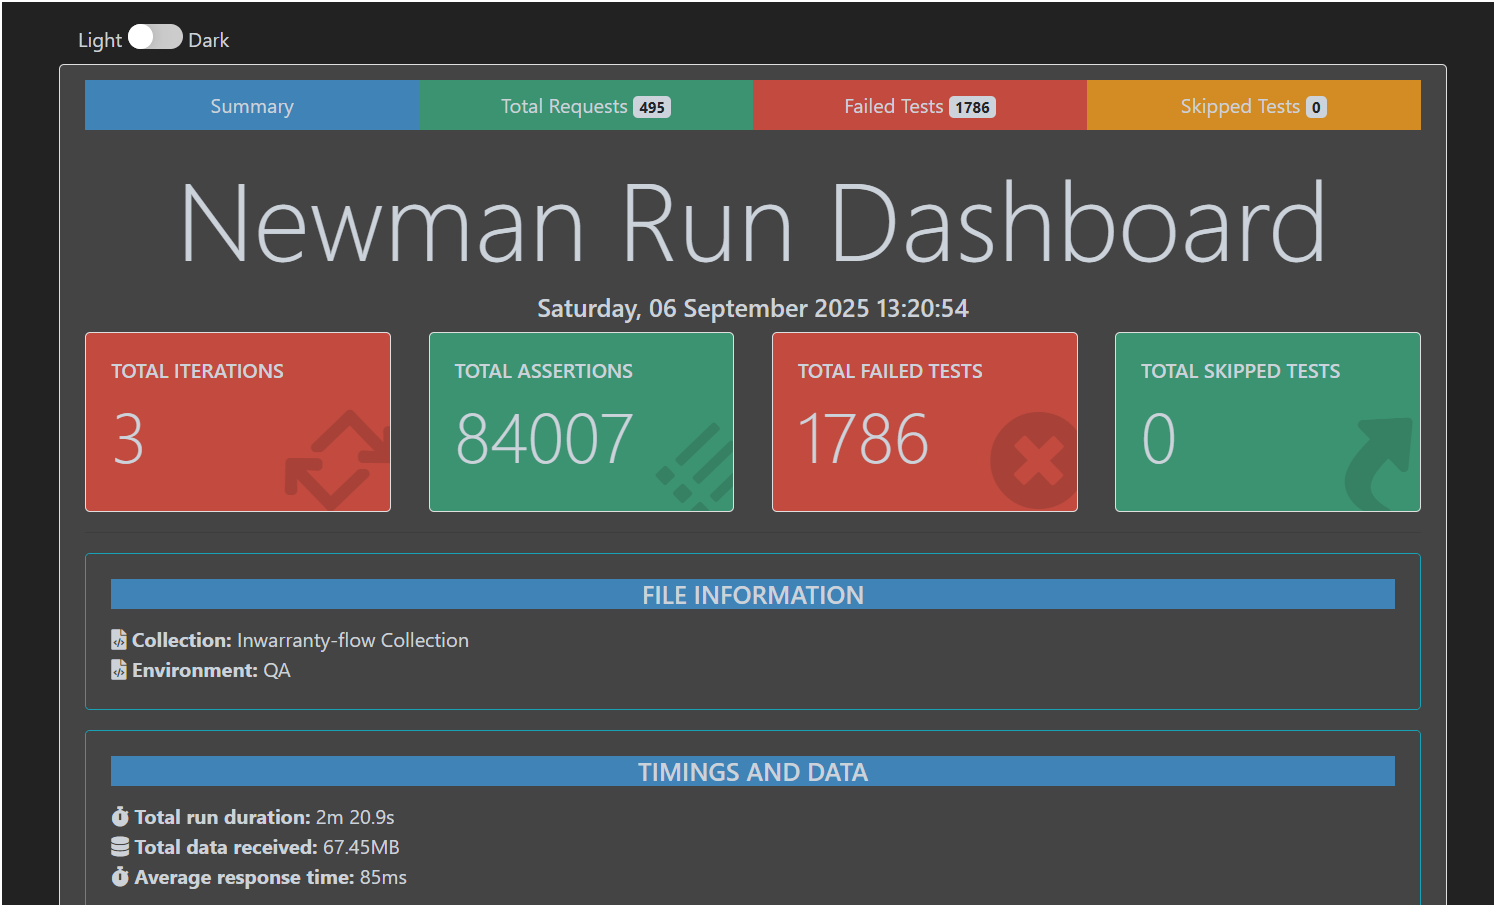 Light Dark
Summary Total Requests 495 Failed Tests 1786 Skipped Tests 0
Newman Run Dashboard
Saturday, 06 September 2025 13:20:54
TOTAL ITERATIONS
3
TOTAL ASSERTIONS
84007
TOTAL FAILED TESTS
1786
TOTAL SKIPPED TESTS
0
FILE INFORMATION
Collection: Inwarranty-flow Collection
Environment: QA
TIMINGS AND DATA
Total run duration: 2m 20.9s
Total data received: 67.45MB
Average response time: 85ms